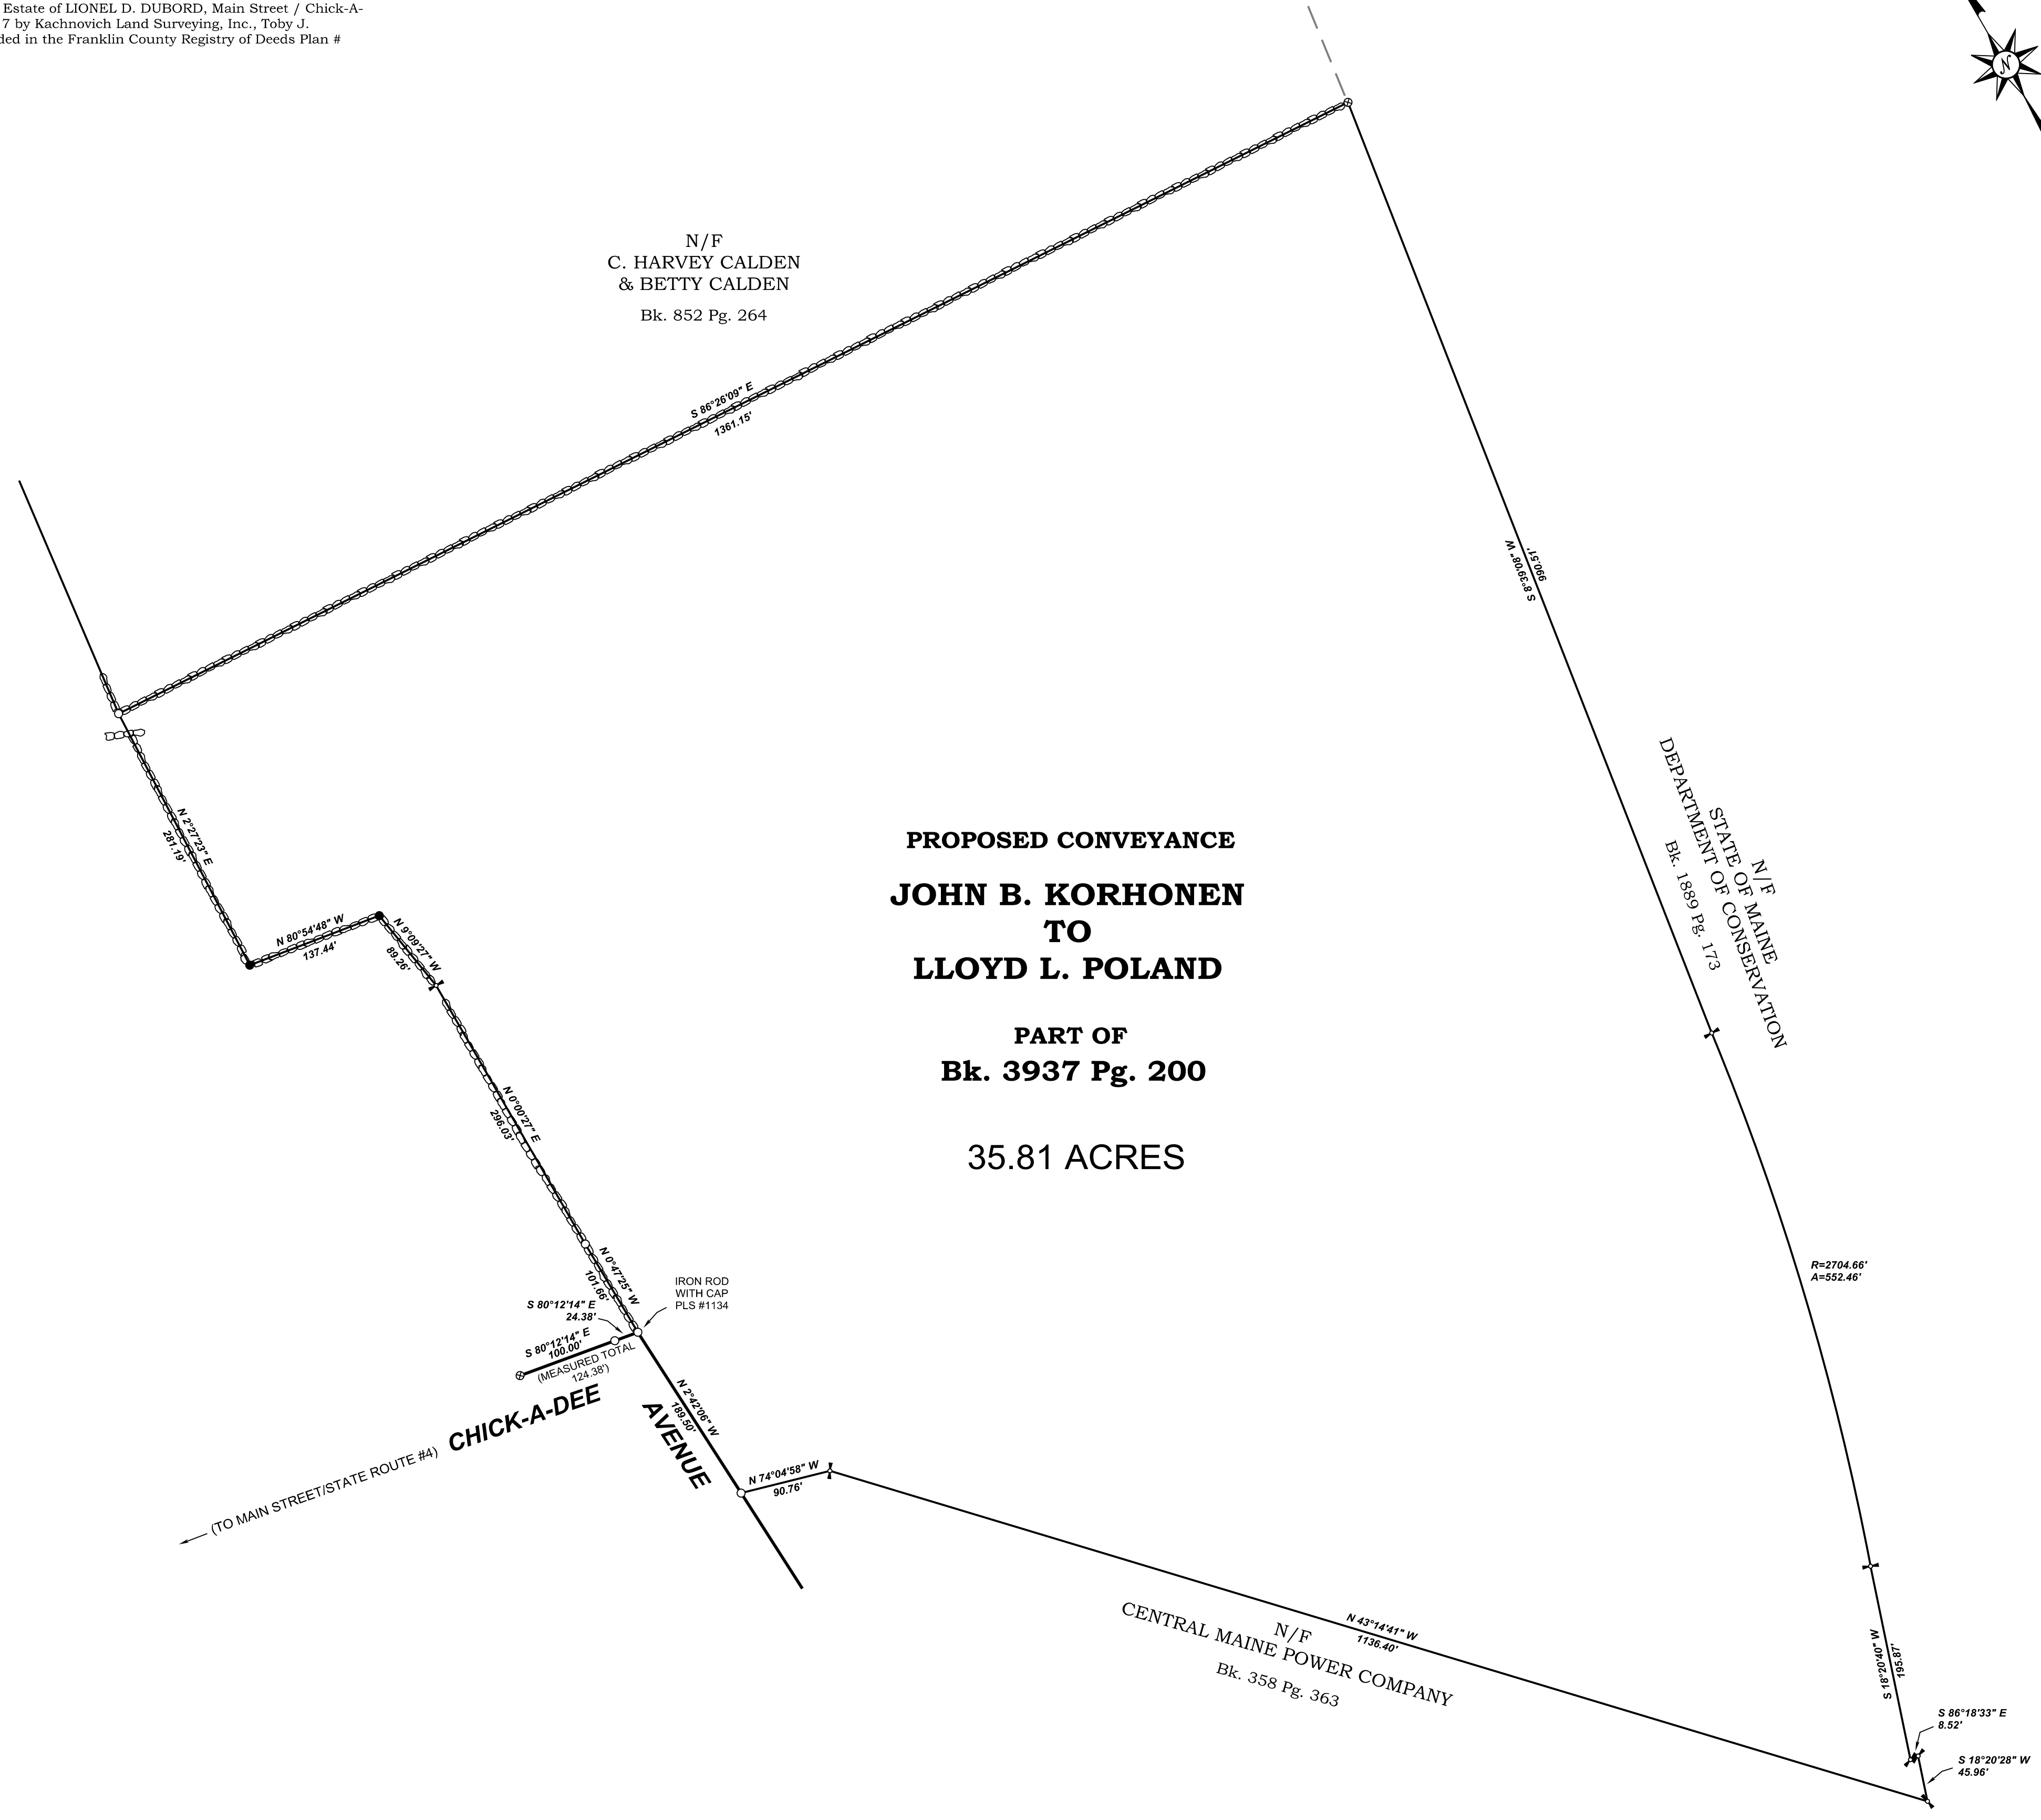 Estate of LIONEL D. DUBORD, Main Street / Chick-A-
7 by Kachnovich Land Surveying, Inc., Toby J.
ded in the Franklin County Registry of Deeds Plan #
N
N/F
C. HARVEY CALDEN
& BETTY CALDEN
Bk. 852 Pg. 264
S 86°26'09" E
1361.15'
S 8°39'08" W
990.51'
N/F
STATE OF MAINE
DEPARTMENT OF CONSERVATION
Bk. 1889 Pg. 173
N 2°27'23" E
281.19'
N 80°54'48" W
137.44'
N 9°09'27" W
89.26'
PROPOSED CONVEYANCE
JOHN B. KORHONEN
TO
LLOYD L. POLAND
PART OF
Bk. 3937 Pg. 200
35.81 ACRES
N 0°00'27" E
296.03'
N 0°47'25" W
101.66'
IRON ROD
WITH CAP
PLS #1134
S 80°12'14" E
24.38'
S 80°12'14" E
100.00'
(MEASURED TOTAL
124.38')
R=2704.66'
A=552.46'
CHICK-A-DEE
AVENUE
(TO MAIN STREET/STATE ROUTE #4)
N 2°42'06" W
189.50'
N 74°04'58" W
90.76'
N 43°14'41" W
1136.40'
N/F
CENTRAL MAINE POWER COMPANY
Bk. 358 Pg. 363
S 18°20'40" W
195.87'
S 86°18'33" E
8.52'
S 18°20'28" W
45.96'